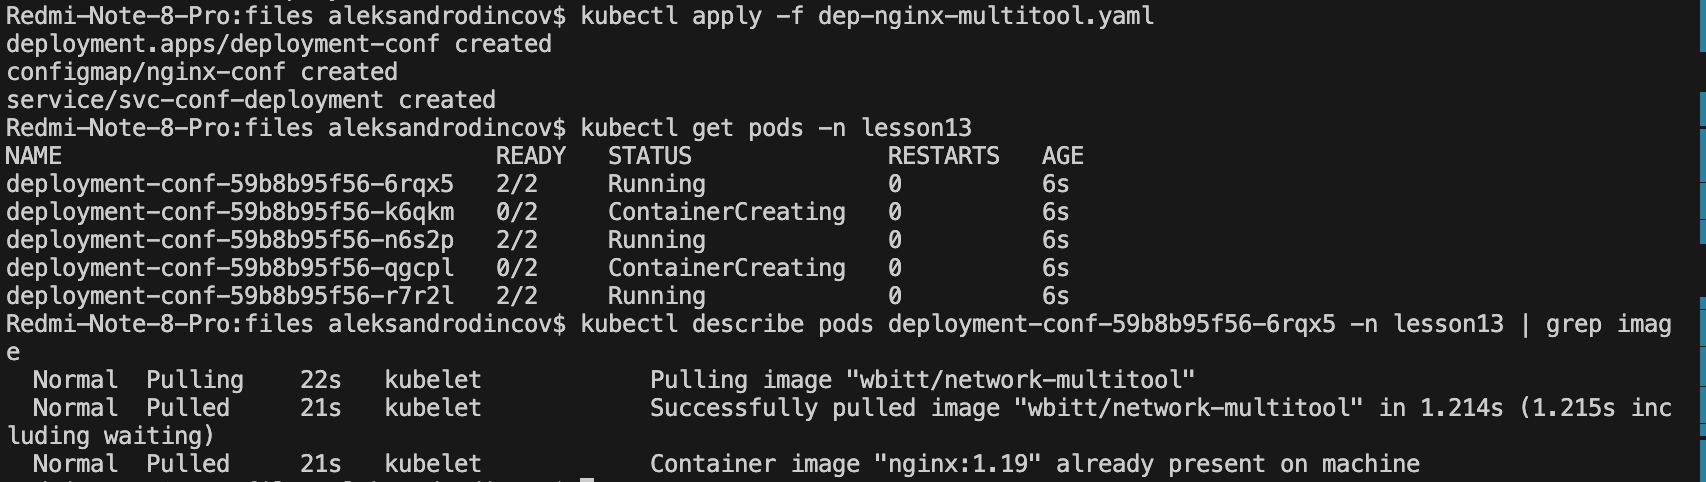 Redmi-Note-8-Pro:files aleksandrodincov$ kubectl apply -f dep-nginx-multitool.yaml
deployment.apps/deployment-conf created
configmap/nginx-conf created
service/svc-conf-deployment created
Redmi-Note-8-Pro:files aleksandrodincov$ kubectl get pods -n lesson13
NAME READY STATUS RESTARTS AGE
deployment-conf-59b8b95f56-6rqx5 2/2 Running 0 6s
deployment-conf-59b8b95f56-k6qkm 0/2 ContainerCreating 0 6s
deployment-conf-59b8b95f56-n6s2p 2/2 Running 0 6s
deployment-conf-59b8b95f56-qgcpl 0/2 ContainerCreating 0 6s
deployment-conf-59b8b95f56-r7r2l 2/2 Running 0 6s
Redmi-Note-8-Pro:files aleksandrodincov$ kubectl describe pods deployment-conf-59b8b95f56-6rqx5 -n lesson13 | grep imag
e
Normal Pulling 22s kubelet Pulling image "wbitt/network-multitool"
Normal Pulled 21s kubelet Successfully pulled image "wbitt/network-multitool" in 1.214s (1.215s inc
luding waiting)
Normal Pulled 21s kubelet Container image "nginx:1.19" already present on machine